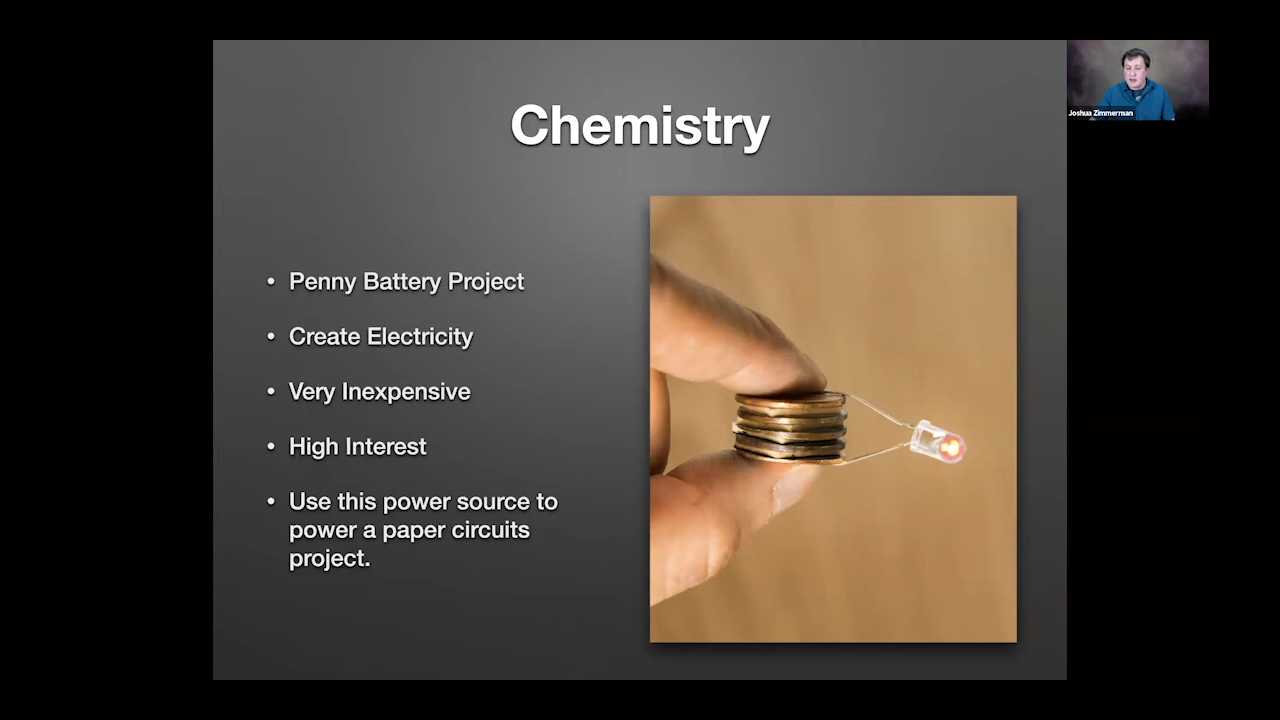 Chemistry
Joshua Zimmerman
• Penny Battery Project
• Create Electricity
• Very Inexpensive
• High Interest
• Use this power source to
power a paper circuits
project.